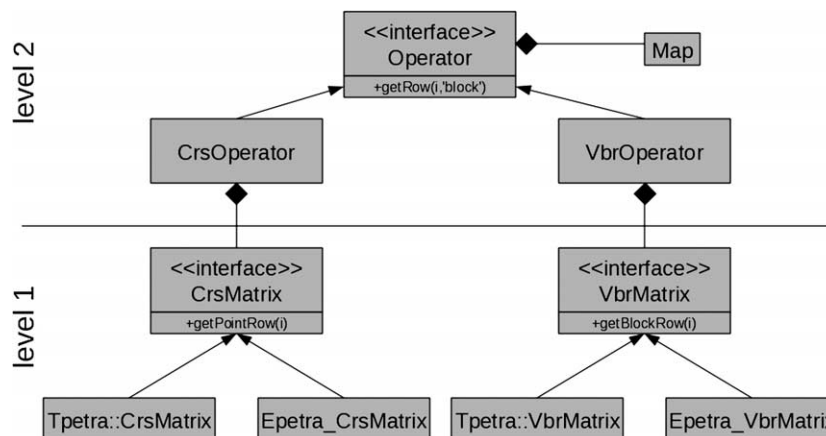 level 2
<<interface>>
Operator
+getRow(i,'block')
Map
CrsOperator
VbrOperator
level 1
<<interface>>
CrsMatrix
+getPointRow(i)
<<interface>>
VbrMatrix
+getBlockRow(i)
Tpetra::CrsMatrix
Epetra_CrsMatrix
Tpetra::VbrMatrix
Epetra_VbrMatrix